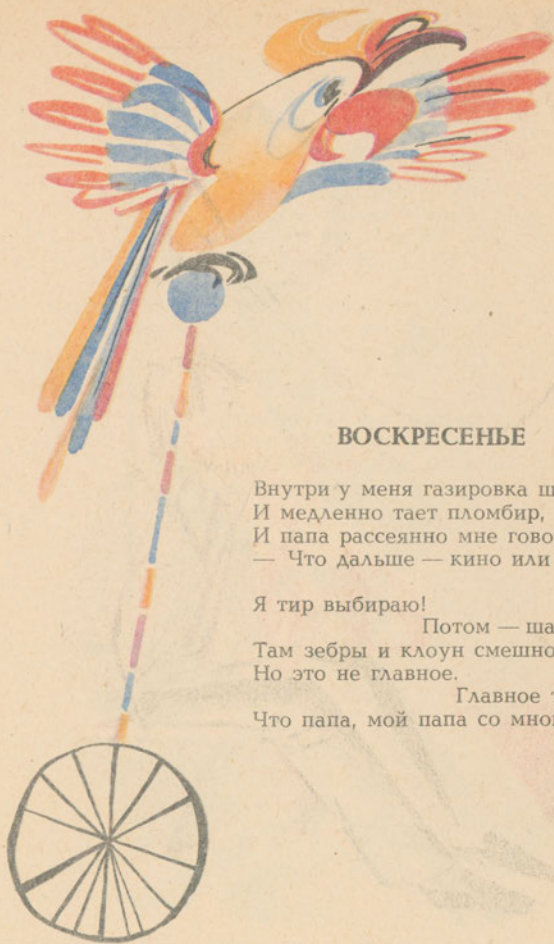 ВОСКРЕСЕНЬЕ
Внутри у меня газировка
И медленно тает пломбир,
И папа рассеянно мне
— Что дальше — кино или
Я тир выбираю!
Потом —
Там зебры и клоун
Но это не главное.
Главное
Что папа, мой папа со